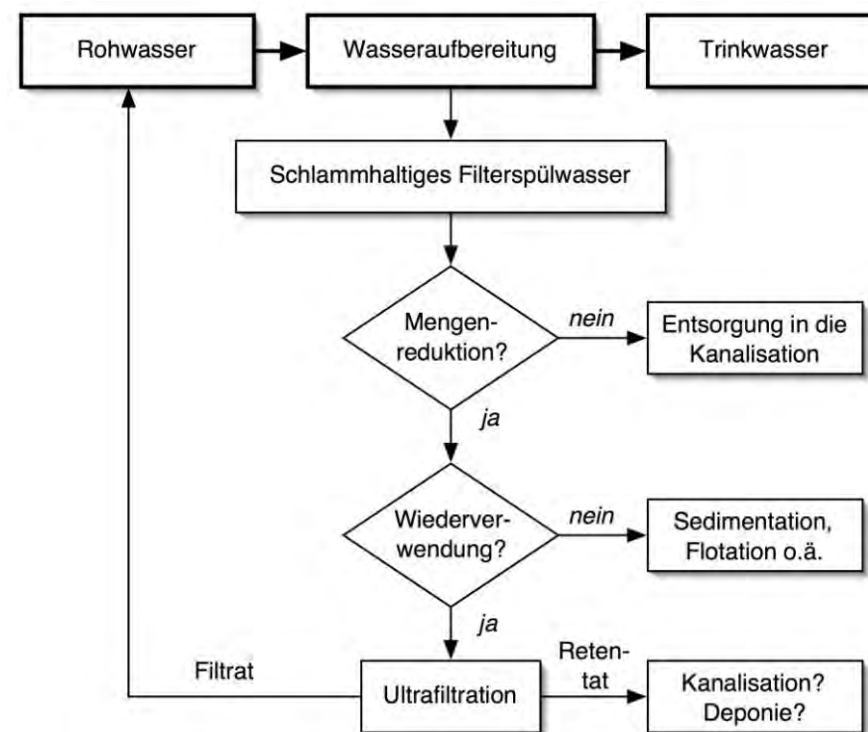 Rohwasser
Wasseraufbereitung
Trinkwasser
Schlammhaltiges Filterspülwasser
Mengen-
reduktion?
nein
Entsorgung in die
Kanalisation
ja
Wiederver-
wendung?
nein
Sedimentation,
Flotation o.ä.
ja
Filtrat
Ultrafiltration
Reten-
tat
Kanalisation?
Deponie?